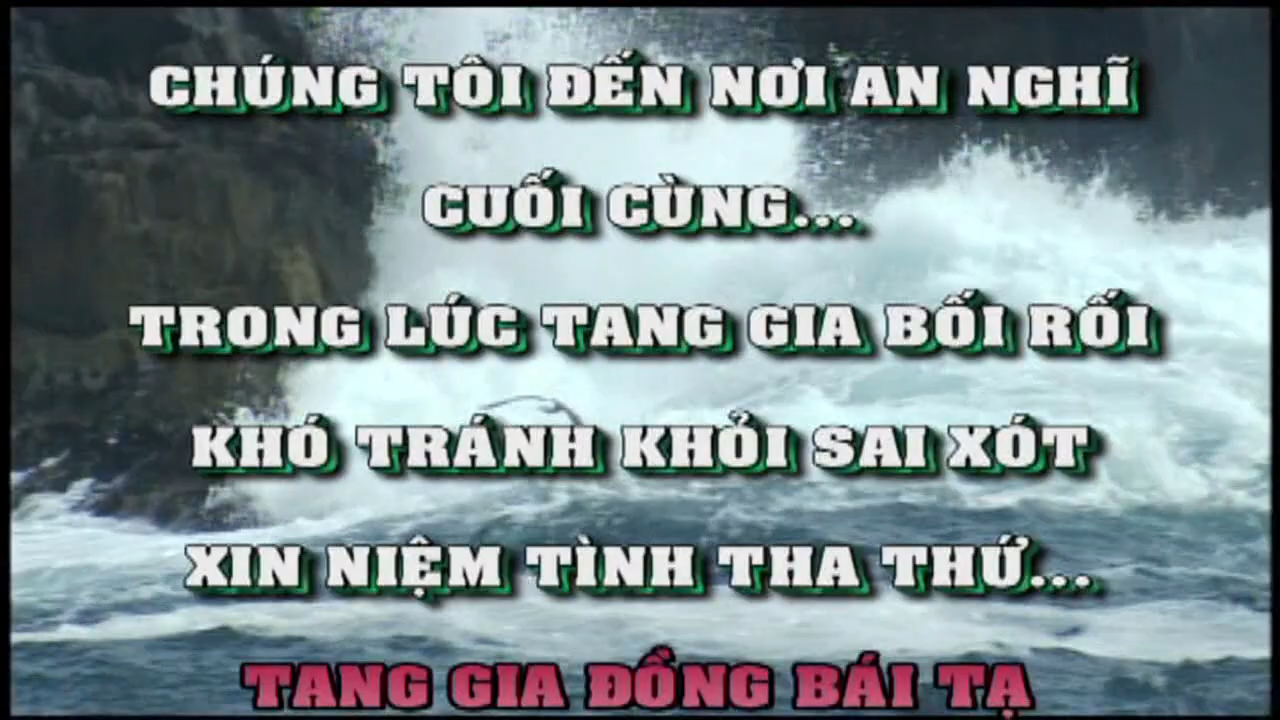 CHÚNG TÔI ĐẾN NƠI AN NGHĨ
CUỐI CÙNG...
TRONG LÚC TANG GIA BỐI RỐI
KHÓ TRÁNH KHỎI SAI XÓT
XIN NIỆM TÌNH THA THỨ...
TANG GIA ĐỒNG BÁI TẠ